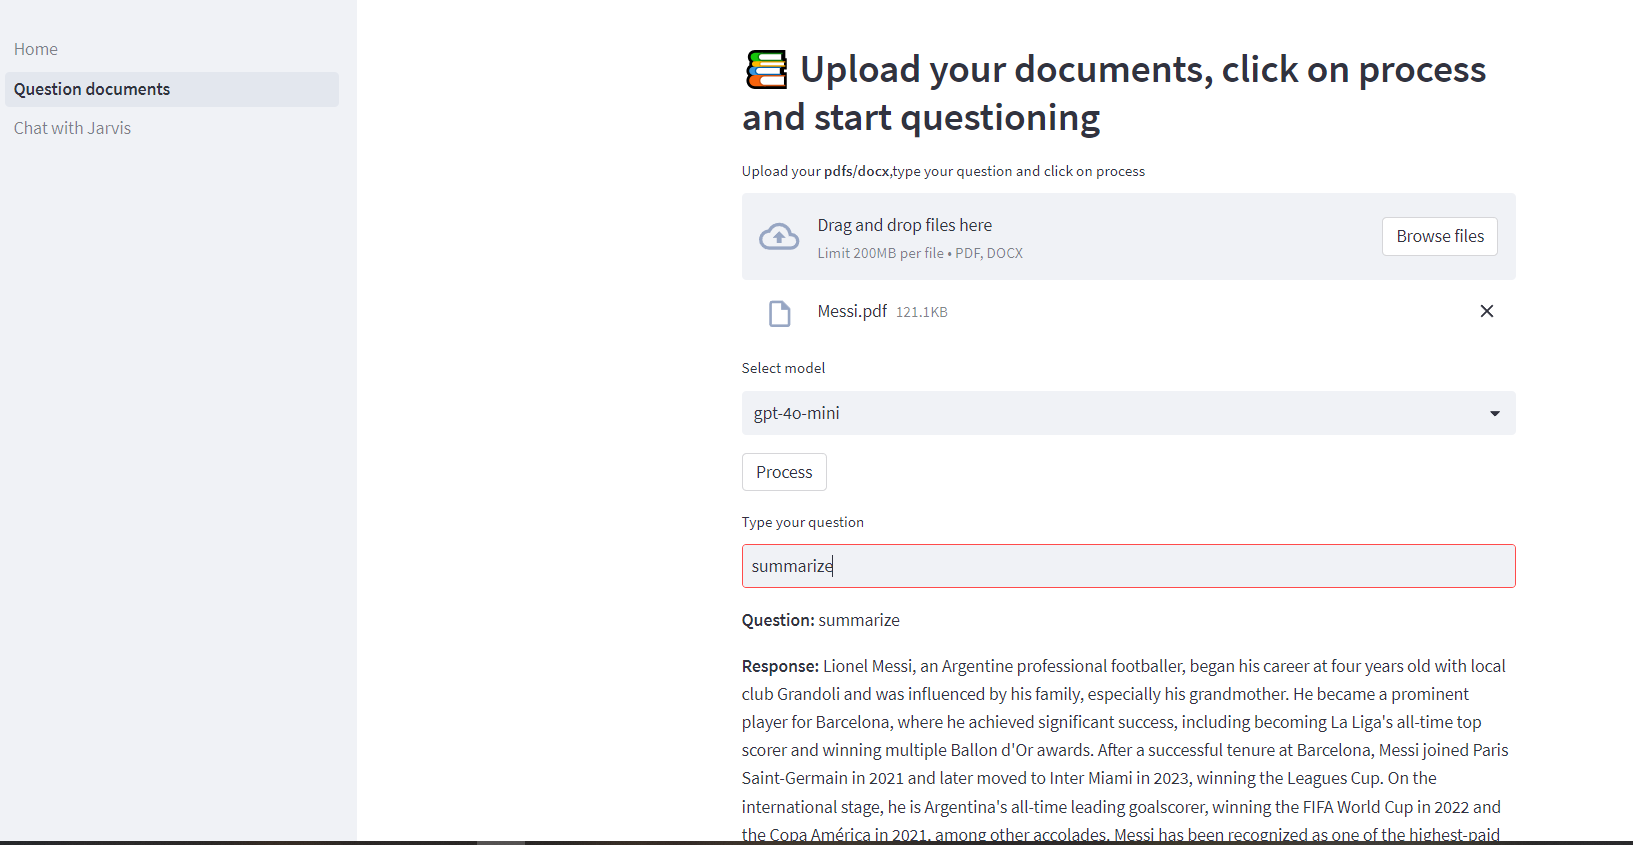 Home
Question documents
Chat with Jarvis
Upload your documents, click on process
and start questioning
Upload your pdfs/docx,type your question and click on process
Drag and drop files here
Limit 200MB per file • PDF, DOCX
Browse files
Messi.pdf 121.1KB
Select model
gpt-4o-mini
Process
Type your question
summarize
Question: summarize
Response: Lionel Messi, an Argentine professional footballer, began his career at four years old with local
club Grandoli and was influenced by his family, especially his grandmother. He became a prominent
player for Barcelona, where he achieved significant success, including becoming La Liga's all-time top
scorer and winning multiple Ballon d'Or awards. After a successful tenure at Barcelona, Messi joined Paris
Saint-Germain in 2021 and later moved to Inter Miami in 2023, winning the Leagues Cup. On the
international stage, he is Argentina's all-time leading goalscorer, winning the FIFA World Cup in 2022 and
the Copa América in 2021, among other accolades. Messi has been recognized as one of the highest-paid